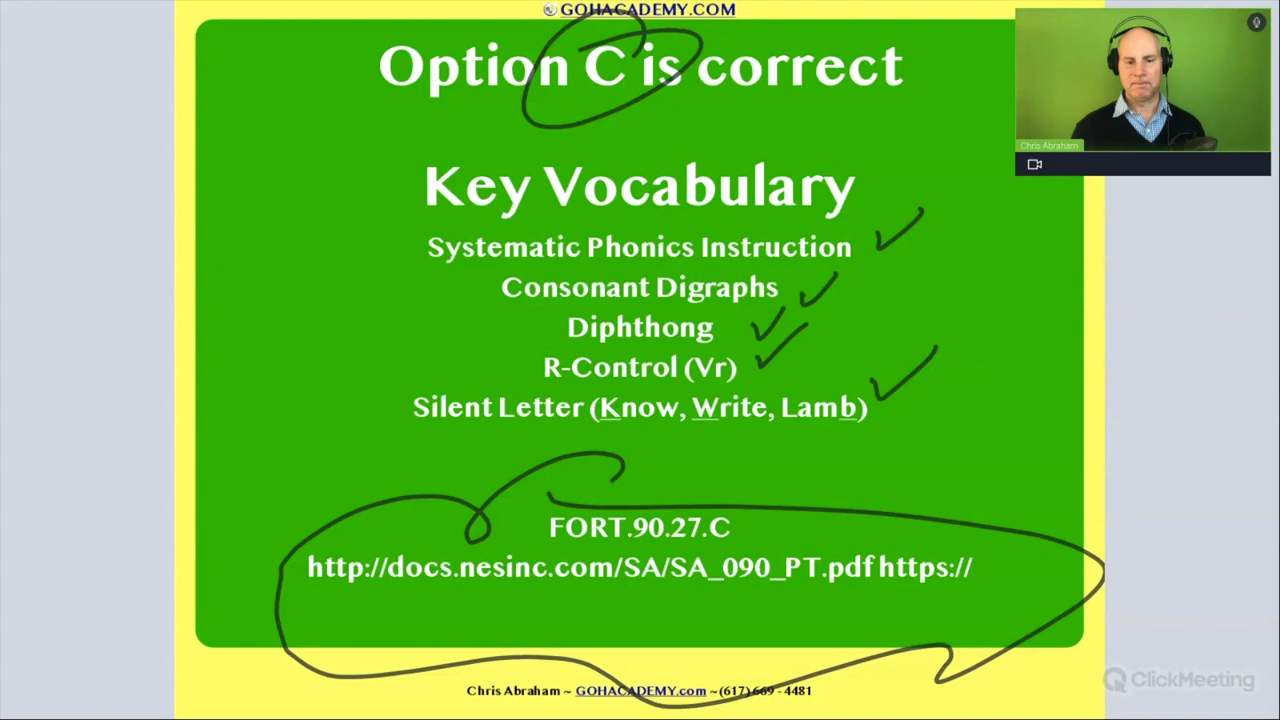 GOHACADEMY.COM
Option C is correct
Chris Abraham
Key Vocabulary
Systematic Phonics Instruction
Consonant Digraphs
Diphthong
R-Control (Vr)
Silent Letter (Know, Write, Lamb)
FORT.90.27.C
http://docs.nesinc.com/SA/SA_090_PT.pdf https://
Chris Abraham ~ GOHACADEMY.com ~(617) 669 - 4481
ClickMeeting